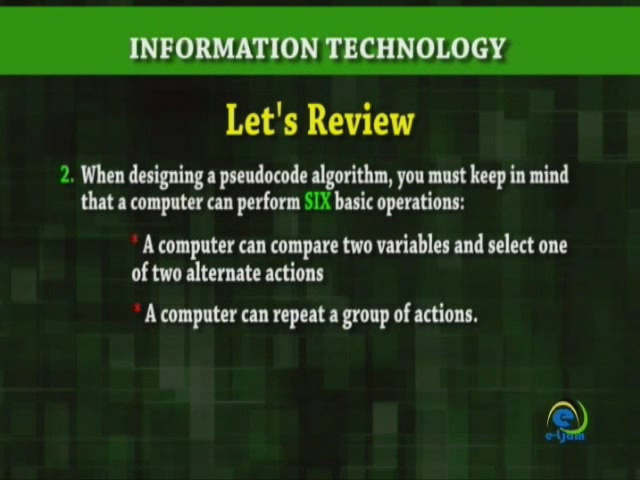 INFORMATION TECHNOLOGY
Let's Review
2. When designing a pseudocode algorithm, you must keep in mind
that a computer can perform SIX basic operations:
* A computer can compare two variables and select one
of two alternate actions
* A computer can repeat a group of actions.
e
e-Ljam